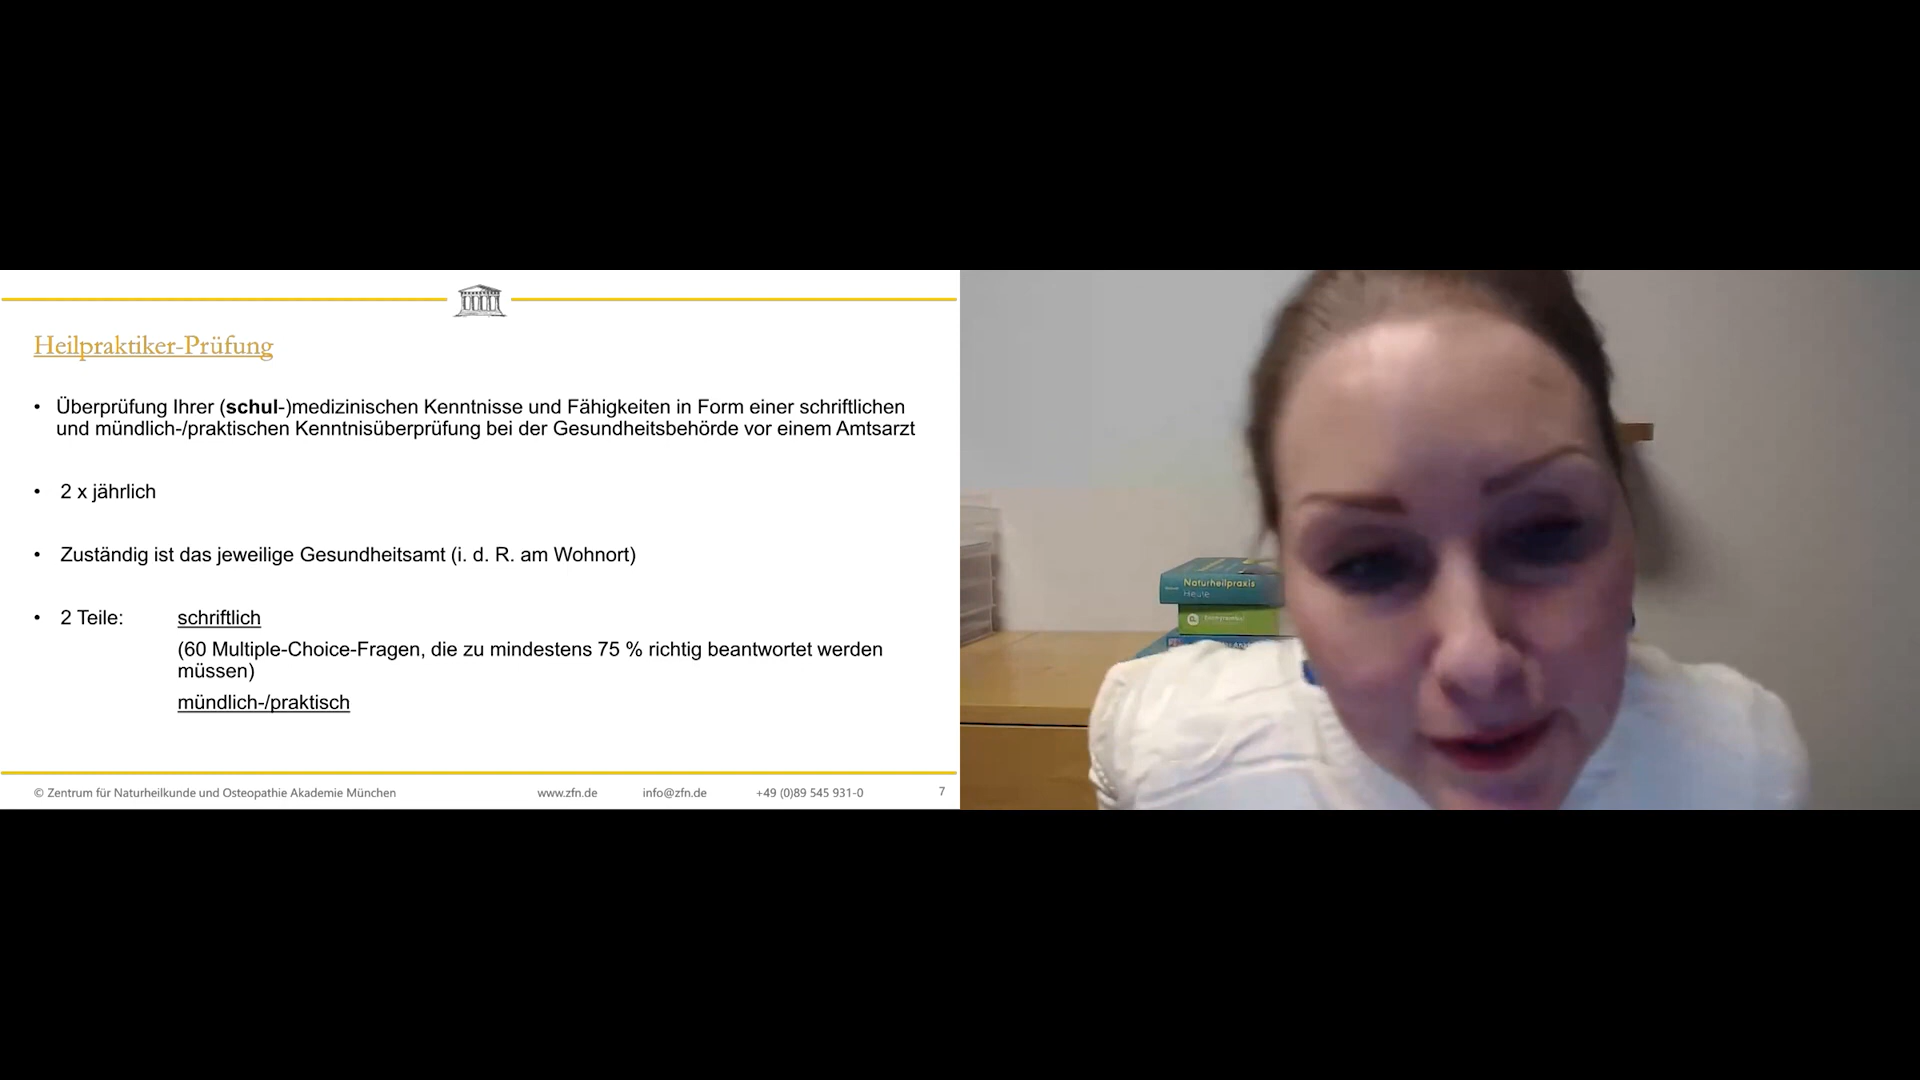 Heilpraktiker-Prüfung
• Überprüfung Ihrer (schul-)medizinischen Kenntnisse und Fähigkeiten in Form einer schriftlichen
und mündlich-/praktischen Kenntnisüberprüfung bei der Gesundheitsbehörde vor einem Amtsarzt
• 2 x jährlich
• Zuständig ist das jeweilige Gesundheitsamt (i. d. R. am Wohnort)
• 2 Teile: schriftlich
(60 Multiple-Choice-Fragen, die zu mindestens 75 % richtig beantwortet werden
müssen)
mündlich-/praktisch
© Zentrum für Naturheilkunde und Osteopathie Akademie München www.zfn.de info@zfn.de +49 (0)89 545 931-0 7
Naturheilpraxis
Heute